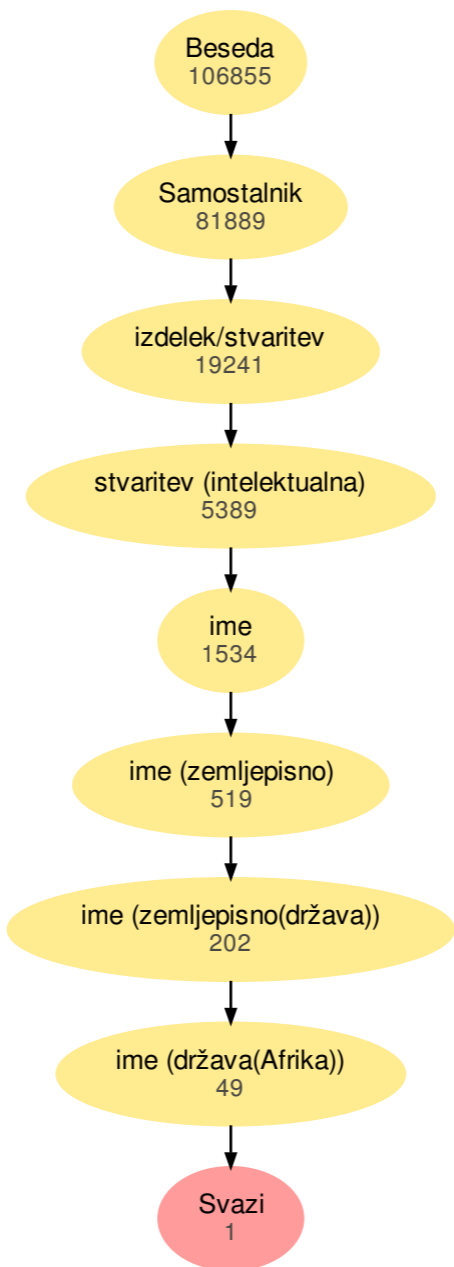 Beseda
106855
Samostalnik
81889
izdelek/stvaritev
19241
stvaritev (intelektualna)
5389
ime
1534
ime (zemljepisno)
519
ime (zemljepisno(država))
202
ime (država(Afrika))
49
Svazi
1